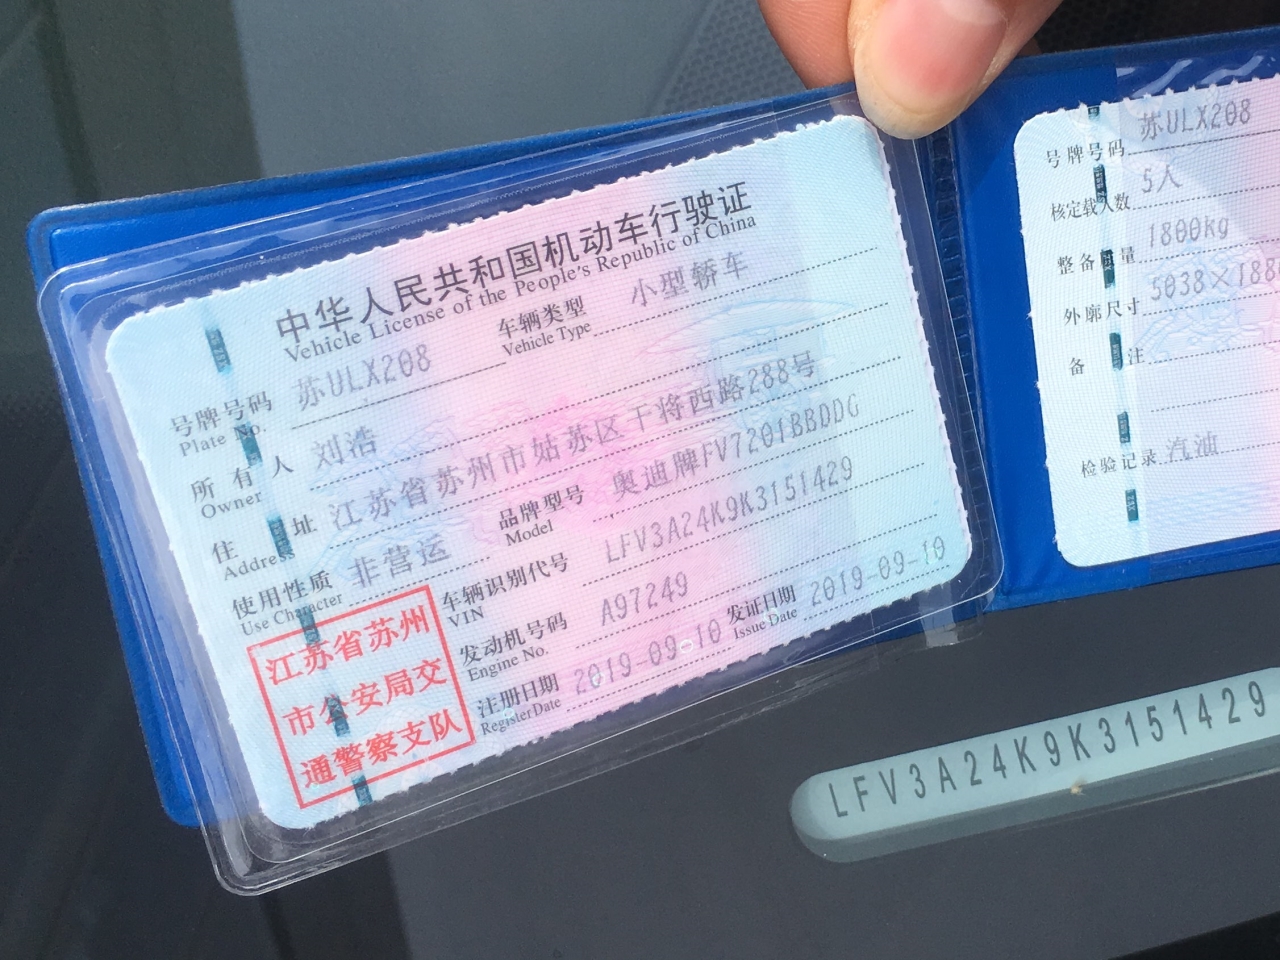 中华人民共和国机动车行驶证
Vehicle License of the People's Republic of China
号牌号码 苏ULX208 车辆类型 小型轿车
Plate No. Vehicle Type
所有人 刘浩
Owner
住址 江苏省苏州市姑苏区干将西路288号
Address
使用性质 非营运 品牌型号 奥迪牌FV7201BBDDG
Use Character Model
车辆识别代号 LFV3A24K9K3151429
VIN
发动机号码 A97249
Engine No.
注册日期 2019-09-10 发证日期 2019-09-10
Register Date Issue Date
江苏省苏州
市公安局交
通警察支队
号牌号码 苏ULX208
核定载人数 5人
整备质量 1800kg
外廓尺寸 5038×188
备注
检验记录 汽油
LFV3A24K9K3151429